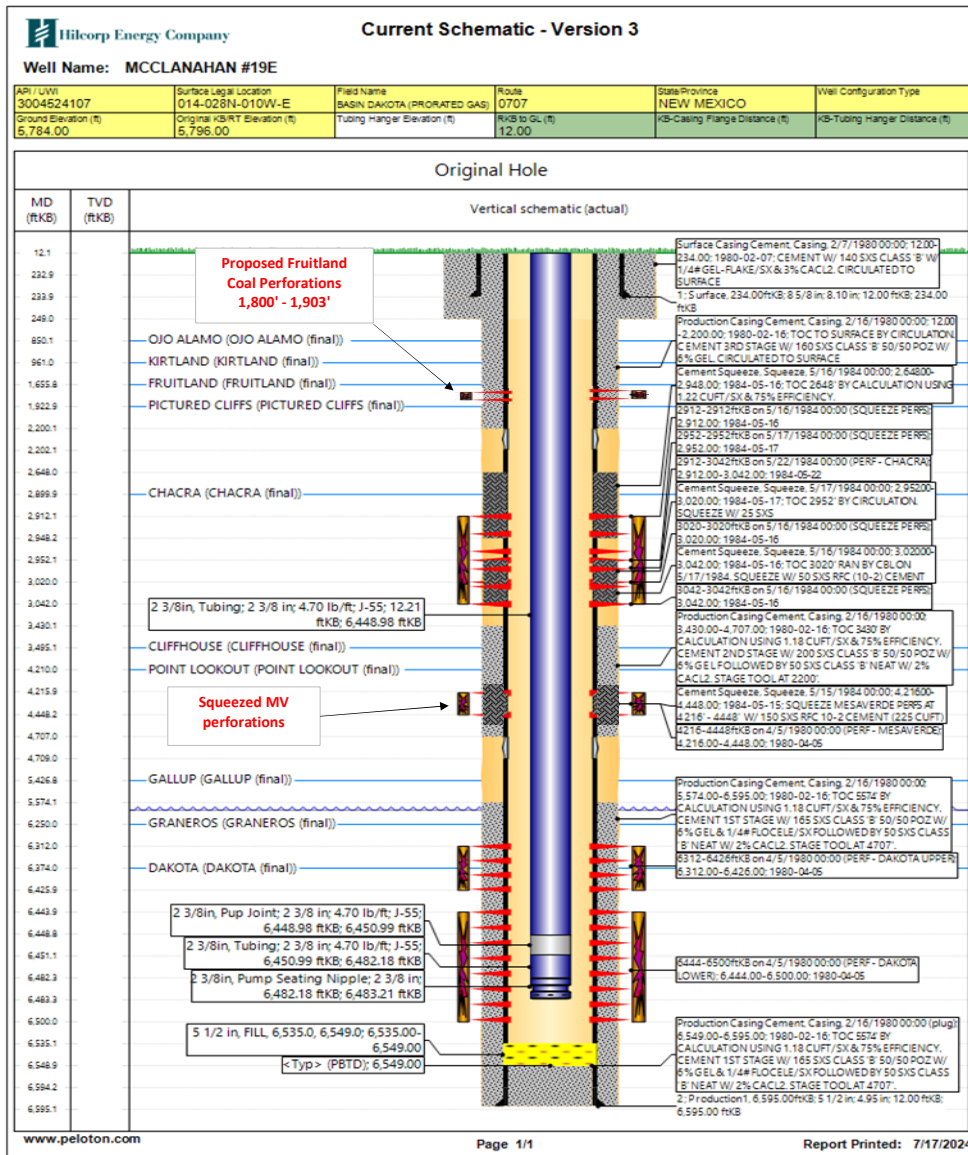 Hilcorp Energy Company
Current Schematic - Version 3
Well Name: MCCLANAHAN #19E
API / UWI
3004524107
Surface Legal Location
014-028N-010W-E
Field Name
BASIN DAKOTA (PRORATED GAS)
Route
0707
State/Province
NEW MEXICO
Well Configuration Type
Ground Elevation (ft)
5,784.00
Original KB/RT Elevation (ft)
5,796.00
Tubing Hanger Elevation (ft)
RKB to GL (ft)
12.00
KB-Casing Flange Distance (ft)
KB-Tubing Hanger Distance (ft)
Original Hole
MD
(ftKB)
TVD
(ftKB)
Vertical schematic (actual)
12.1
232.9
233.9
249.0
850.1
961.0
1,655.8
1,922.9
2,200.1
2,202.1
2,648.0
2,899.9
2,912.1
2,948.2
2,952.1
3,020.0
3,042.0
3,430.1
3,495.1
4,210.0
4,215.9
4,448.2
4,707.0
4,709.0
5,426.8
5,574.1
6,250.0
6,312.0
6,374.0
6,425.9
6,443.9
6,448.8
6,451.1
6,482.3
6,483.3
6,500.0
6,535.1
6,548.9
6,594.2
6,595.1
Proposed Fruitland
Coal Perforations
1,800' - 1,903'
OJO ALAMO (OJO ALAMO (final))
KIRTLAND (KIRTLAND (final))
FRUITLAND (FRUITLAND (final))
PICTURED CLIFFS (PICTURED CLIFFS (final))
CHACRA (CHACRA (final))
2 3/8in, Tubing; 2 3/8 in; 4.70 lb/ft; J-55; 12.21
ftKB; 6,448.98 ftKB
CLIFFHOUSE (CLIFFHOUSE (final))
POINT LOOKOUT (POINT LOOKOUT (final))
Squeezed MV
perforations
GALLUP (GALLUP (final))
GRANEROS (GRANEROS (final))
DAKOTA (DAKOTA (final))
2 3/8in, Pup Joint; 2 3/8 in; 4.70 lb/ft; J-55;
6,448.98 ftKB; 6,450.99 ftKB
2 3/8in, Tubing; 2 3/8 in; 4.70 lb/ft; J-55;
6,450.99 ftKB; 6,482.18 ftKB
2 3/8in, Pump Seating Nipple; 2 3/8 in;
6,482.18 ftKB; 6,483.21 ftKB
5 1/2 in, FILL, 6,535.0, 6,549.0; 6,535.00-
6,549.00
<Typ> (PBTD); 6,549.00
Surface Casing Cement, Casing, 2/7/1980 00:00; 12.00-
234.00; 1980-02-07; CEMENT W/ 140 SXS CLASS 'B' W/
1/4# GEL-FLAKE/SX & 3% CACL2. CIRCULATED TO
SURFACE
1; Surface, 234.00ftKB; 8 5/8 in; 8.10 in; 12.00 ftKB; 234.00
ftKB
Production Casing Cement, Casing, 2/16/1980 00:00; 12.00
-2,200.00; 1980-02-16; TOC TO SURFACE BY CIRCULATION.
CEMENT 3RD STAGE W/ 160 SXS CLASS 'B' 50/50 POZ W/
6% GEL. CIRCULATED TO SURFACE
Cement Squeeze, Squeeze, 5/16/1984 00:00; 2,648.00-
2,948.00; 1984-05-16; TOC 2648' BY CALCULATION USING
1.22 CUFT/SX & 75% EFFICIENCY.
2912-2912ftKB on 5/16/1984 00:00 (SQUEEZE PERFS);
2,912.00; 1984-05-16
2952-2952ftKB on 5/17/1984 00:00 (SQUEEZE PERFS);
2,952.00; 1984-05-17
2912-3042ftKB on 5/22/1984 00:00 (PERF - CHACRA);
2,912.00-3,042.00; 1984-05-22
Cement Squeeze, Squeeze, 5/17/1984 00:00; 2,952.00-
3,020.00; 1984-05-17; TOC 2952' BY CIRCULATION.
SQUEEZE W/ 25 SXS
3020-3020ftKB on 5/16/1984 00:00 (SQUEEZE PERFS);
3,020.00; 1984-05-16
Cement Squeeze, Squeeze, 5/16/1984 00:00; 3,020.00-
3,042.00; 1984-05-16; TOC 3020' RAN BY CBL ON
5/17/1984. SQUEEZE W/ 50 SXS RFC (10-2) CEMENT
3042-3042ftKB on 5/16/1984 00:00 (SQUEEZE PERFS);
3,042.00; 1984-05-16
Production Casing Cement, Casing, 2/16/1980 00:00;
3,430.00-4,707.00; 1980-02-16; TOC 3430' BY
CALCULATION USING 1.18 CUFT/SX & 75% EFFICIENCY.
CEMENT 2ND STAGE W/ 200 SXS CLASS 'B' 50/50 POZ W/
6% GEL FOLLOWED BY 50 SXS CLASS 'B' NEAT W/ 2%
CACL2. STAGE TOOL AT 2200'.
Cement Squeeze, Squeeze, 5/15/1984 00:00; 4,216.00-
4,448.00; 1984-05-15; SQUEEZE MESAVERDE PERFS AT
4216' - 4448' W/ 150 SXS RFC 10-2 CEMENT (225 CUFT)
4216-4448ftKB on 4/5/1980 00:00 (PERF - MESAVERDE);
4,216.00-4,448.00; 1980-04-05
Production Casing Cement, Casing, 2/16/1980 00:00;
5,574.00-6,595.00; 1980-02-16; TOC 5574' BY
CALCULATION USING 1.18 CUFT/SX & 75% EFFICIENCY.
CEMENT 1ST STAGE W/ 165 SXS CLASS 'B' 50/50 POZ W/
6% GEL & 1/4# FLOCELE/SX FOLLOWED BY 50 SXS CLASS
'B' NEAT W/ 2% CACL2. STAGE TOOL AT 4707'.
6312-6426ftKB on 4/5/1980 00:00 (PERF - DAKOTA UPPER);
6,312.00-6,426.00; 1980-04-05
6444-6500ftKB on 4/5/1980 00:00 (PERF - DAKOTA
LOWER); 6,444.00-6,500.00; 1980-04-05
Production Casing Cement, Casing, 2/16/1980 00:00 (plug);
6,549.00-6,595.00; 1980-02-16; TOC 5574' BY
CALCULATION USING 1.18 CUFT/SX & 75% EFFICIENCY.
CEMENT 1ST STAGE W/ 165 SXS CLASS 'B' 50/50 POZ W/
6% GEL & 1/4# FLOCELE/SX FOLLOWED BY 50 SXS CLASS
'B' NEAT W/ 2% CACL2. STAGE TOOL AT 4707'.
2; Production1, 6,595.00ftKB; 5 1/2 in; 4.95 in; 12.00 ftKB;
6,595.00 ftKB
www.peloton.com
Page 1/1
Report Printed: 7/17/2024